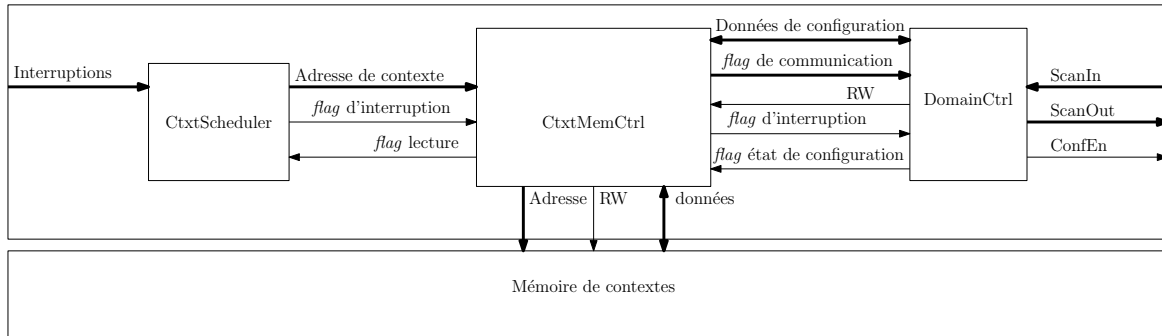 Interruptions
CtxtScheduler
Adresse de contexte
flag d'interruption
flag lecture
CtxtMemCtrl
Données de configuration
flag de communication
RW
flag d'interruption
flag état de configuration
DomainCtrl
ScanIn
ScanOut
ConfEn
Adresse
RW
données
Mémoire de contextes